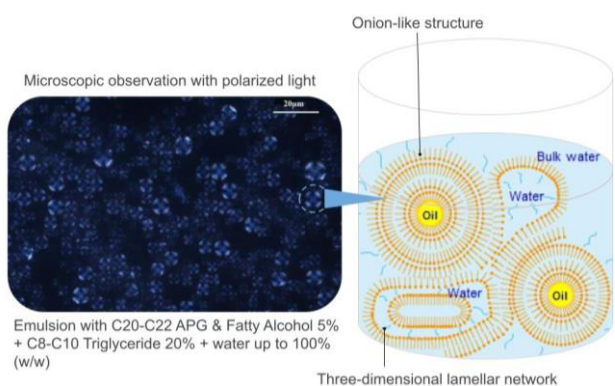 Onion-like structure
Microscopic observation with polarized light
20μm
Bulk water
Water
Oil
Water
Oil
Emulsion with C20-C22 APG & Fatty Alcohol 5%
+ C8-C10 Triglyceride 20% + water up to 100%
(w/w)
Three-dimensional lamellar network